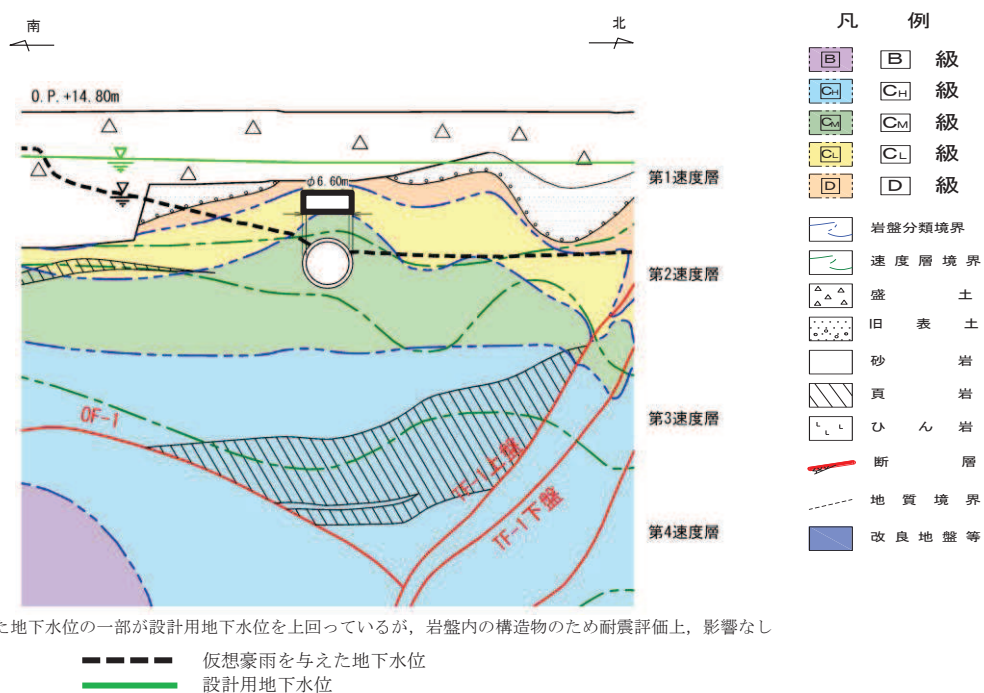 南
北
O.P.+14.80m
φ6.60m
第1速度層
第2速度層
第3速度層
第4速度層
OF-1
TF-1上盤
TF-1下盤
凡 例
B B 級
CH CH 級
CM CM 級
CL CL 級
D D 級
岩盤分類境界
速度層境界
盛 土
旧 表 土
砂 岩
頁 岩
ひ ん 岩
断 層
地 質 境 界
改 良 地 盤 等
た地下水位の一部が設計用地下水位を上回っているが，岩盤内の構造物のため耐震評価上，影響なし
仮想豪雨を与えた地下水位
設計用地下水位